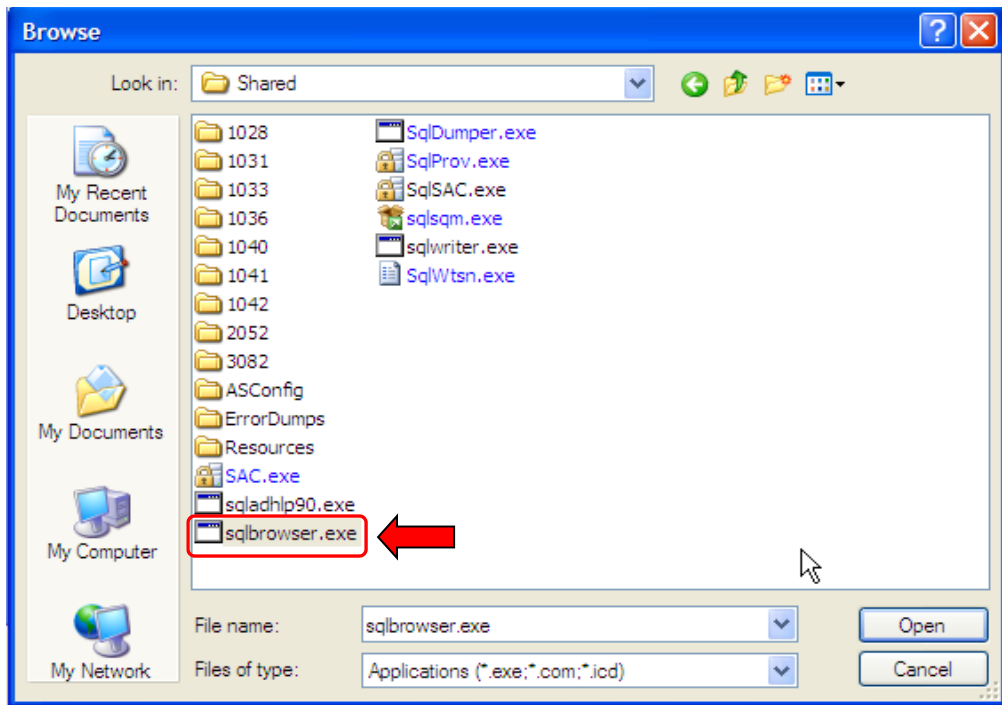 Browse
Look in:
Shared
My Recent
Documents
Desktop
My Documents
My Computer
My Network
1028
1031
1033
1036
1040
1041
1042
2052
3082
ASConfig
ErrorDumps
Resources
SAC.exe
sqladhlp90.exe
sqlbrowser.exe
SqlDumper.exe
SqlProv.exe
SqlSAC.exe
sqlsqm.exe
sqlwriter.exe
SqlWtsn.exe
File name:
sqlbrowser.exe
Open
Files of type:
Applications (*.exe;*.com;*.icd)
Cancel